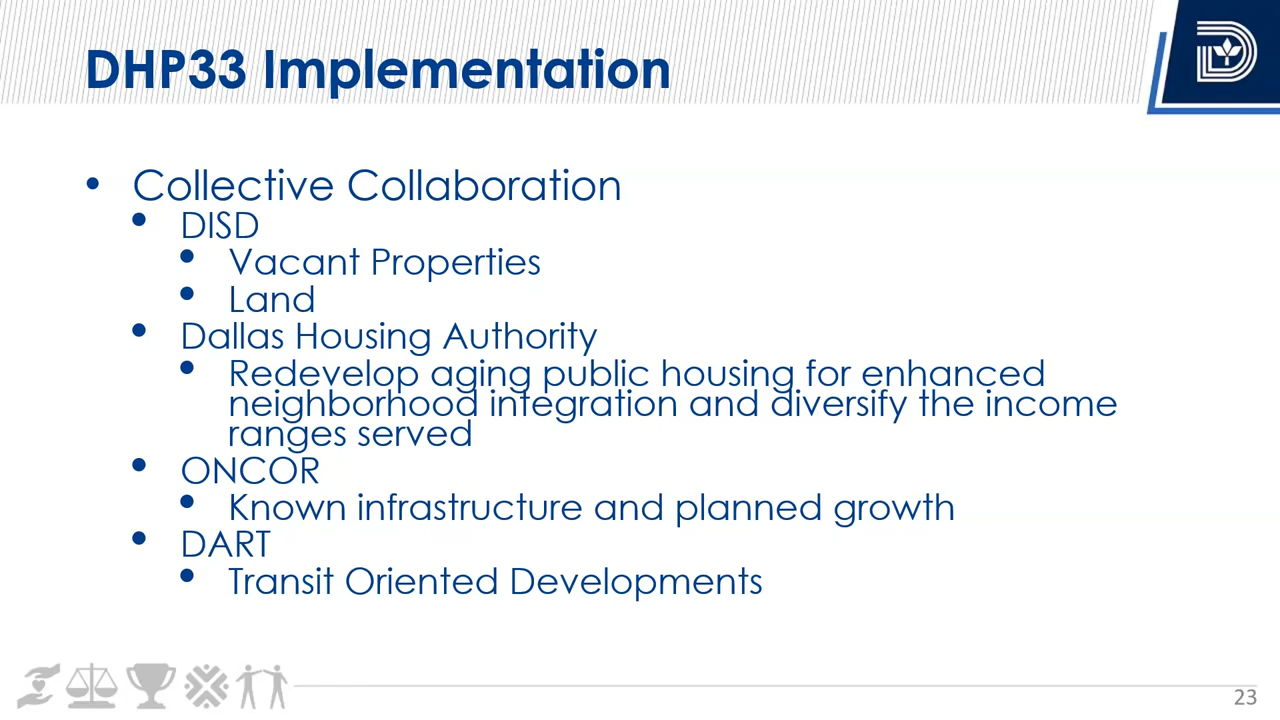 DHP33 Implementation
• Collective Collaboration
• DISD
• Vacant Properties
• Land
• Dallas Housing Authority
• Redevelop aging public housing for enhanced
neighborhood integration and diversify the income
ranges served
• ONCOR
• Known infrastructure and planned growth
• DART
• Transit Oriented Developments
23